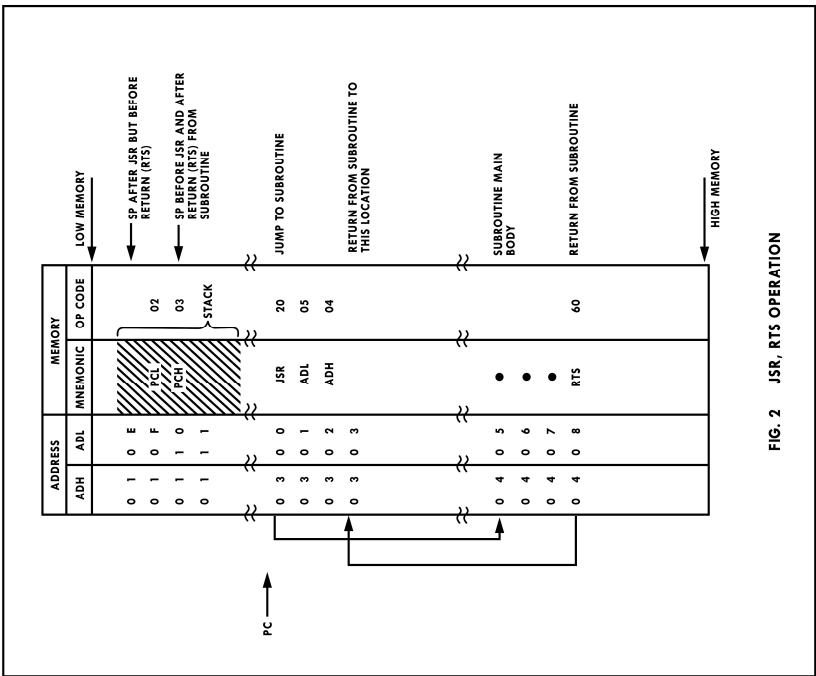 ADDRESS MEMORY
ADH ADL MNEMONIC OP CODE
LOW MEMORY
0 1 0 E SP AFTER JSR BUT BEFORE
RETURN (RTS)
0 1 0 F PCL 02
0 1 1 0 PCH 03 SP BEFORE JSR AND AFTER
RETURN (RTS) FROM
SUBROUTINE
0 1 1 1 STACK
PC
0 3 0 0 JSR 20 JUMP TO SUBROUTINE
0 3 0 1 ADL 05
0 3 0 2 ADH 04
0 3 0 3 RETURN FROM SUBROUTINE TO
THIS LOCATION
0 4 0 5 ● SUBROUTINE MAIN
BODY
0 4 0 6 ●
0 4 0 7 ●
0 4 0 8 RTS 60 RETURN FROM SUBROUTINE
HIGH MEMORY
FIG. 2 JSR, RTS OPERATION